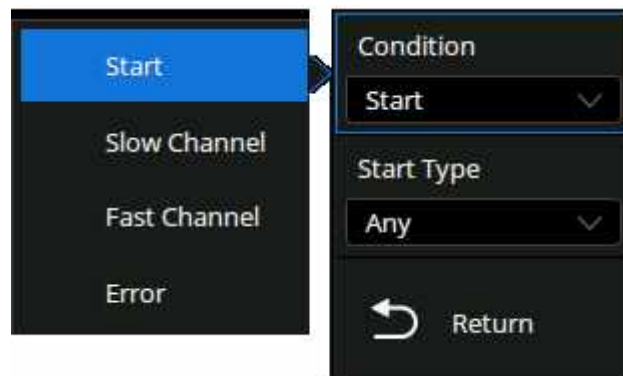 Start
Slow Channel
Fast Channel
Error
Condition
Start
Start Type
Any
Return